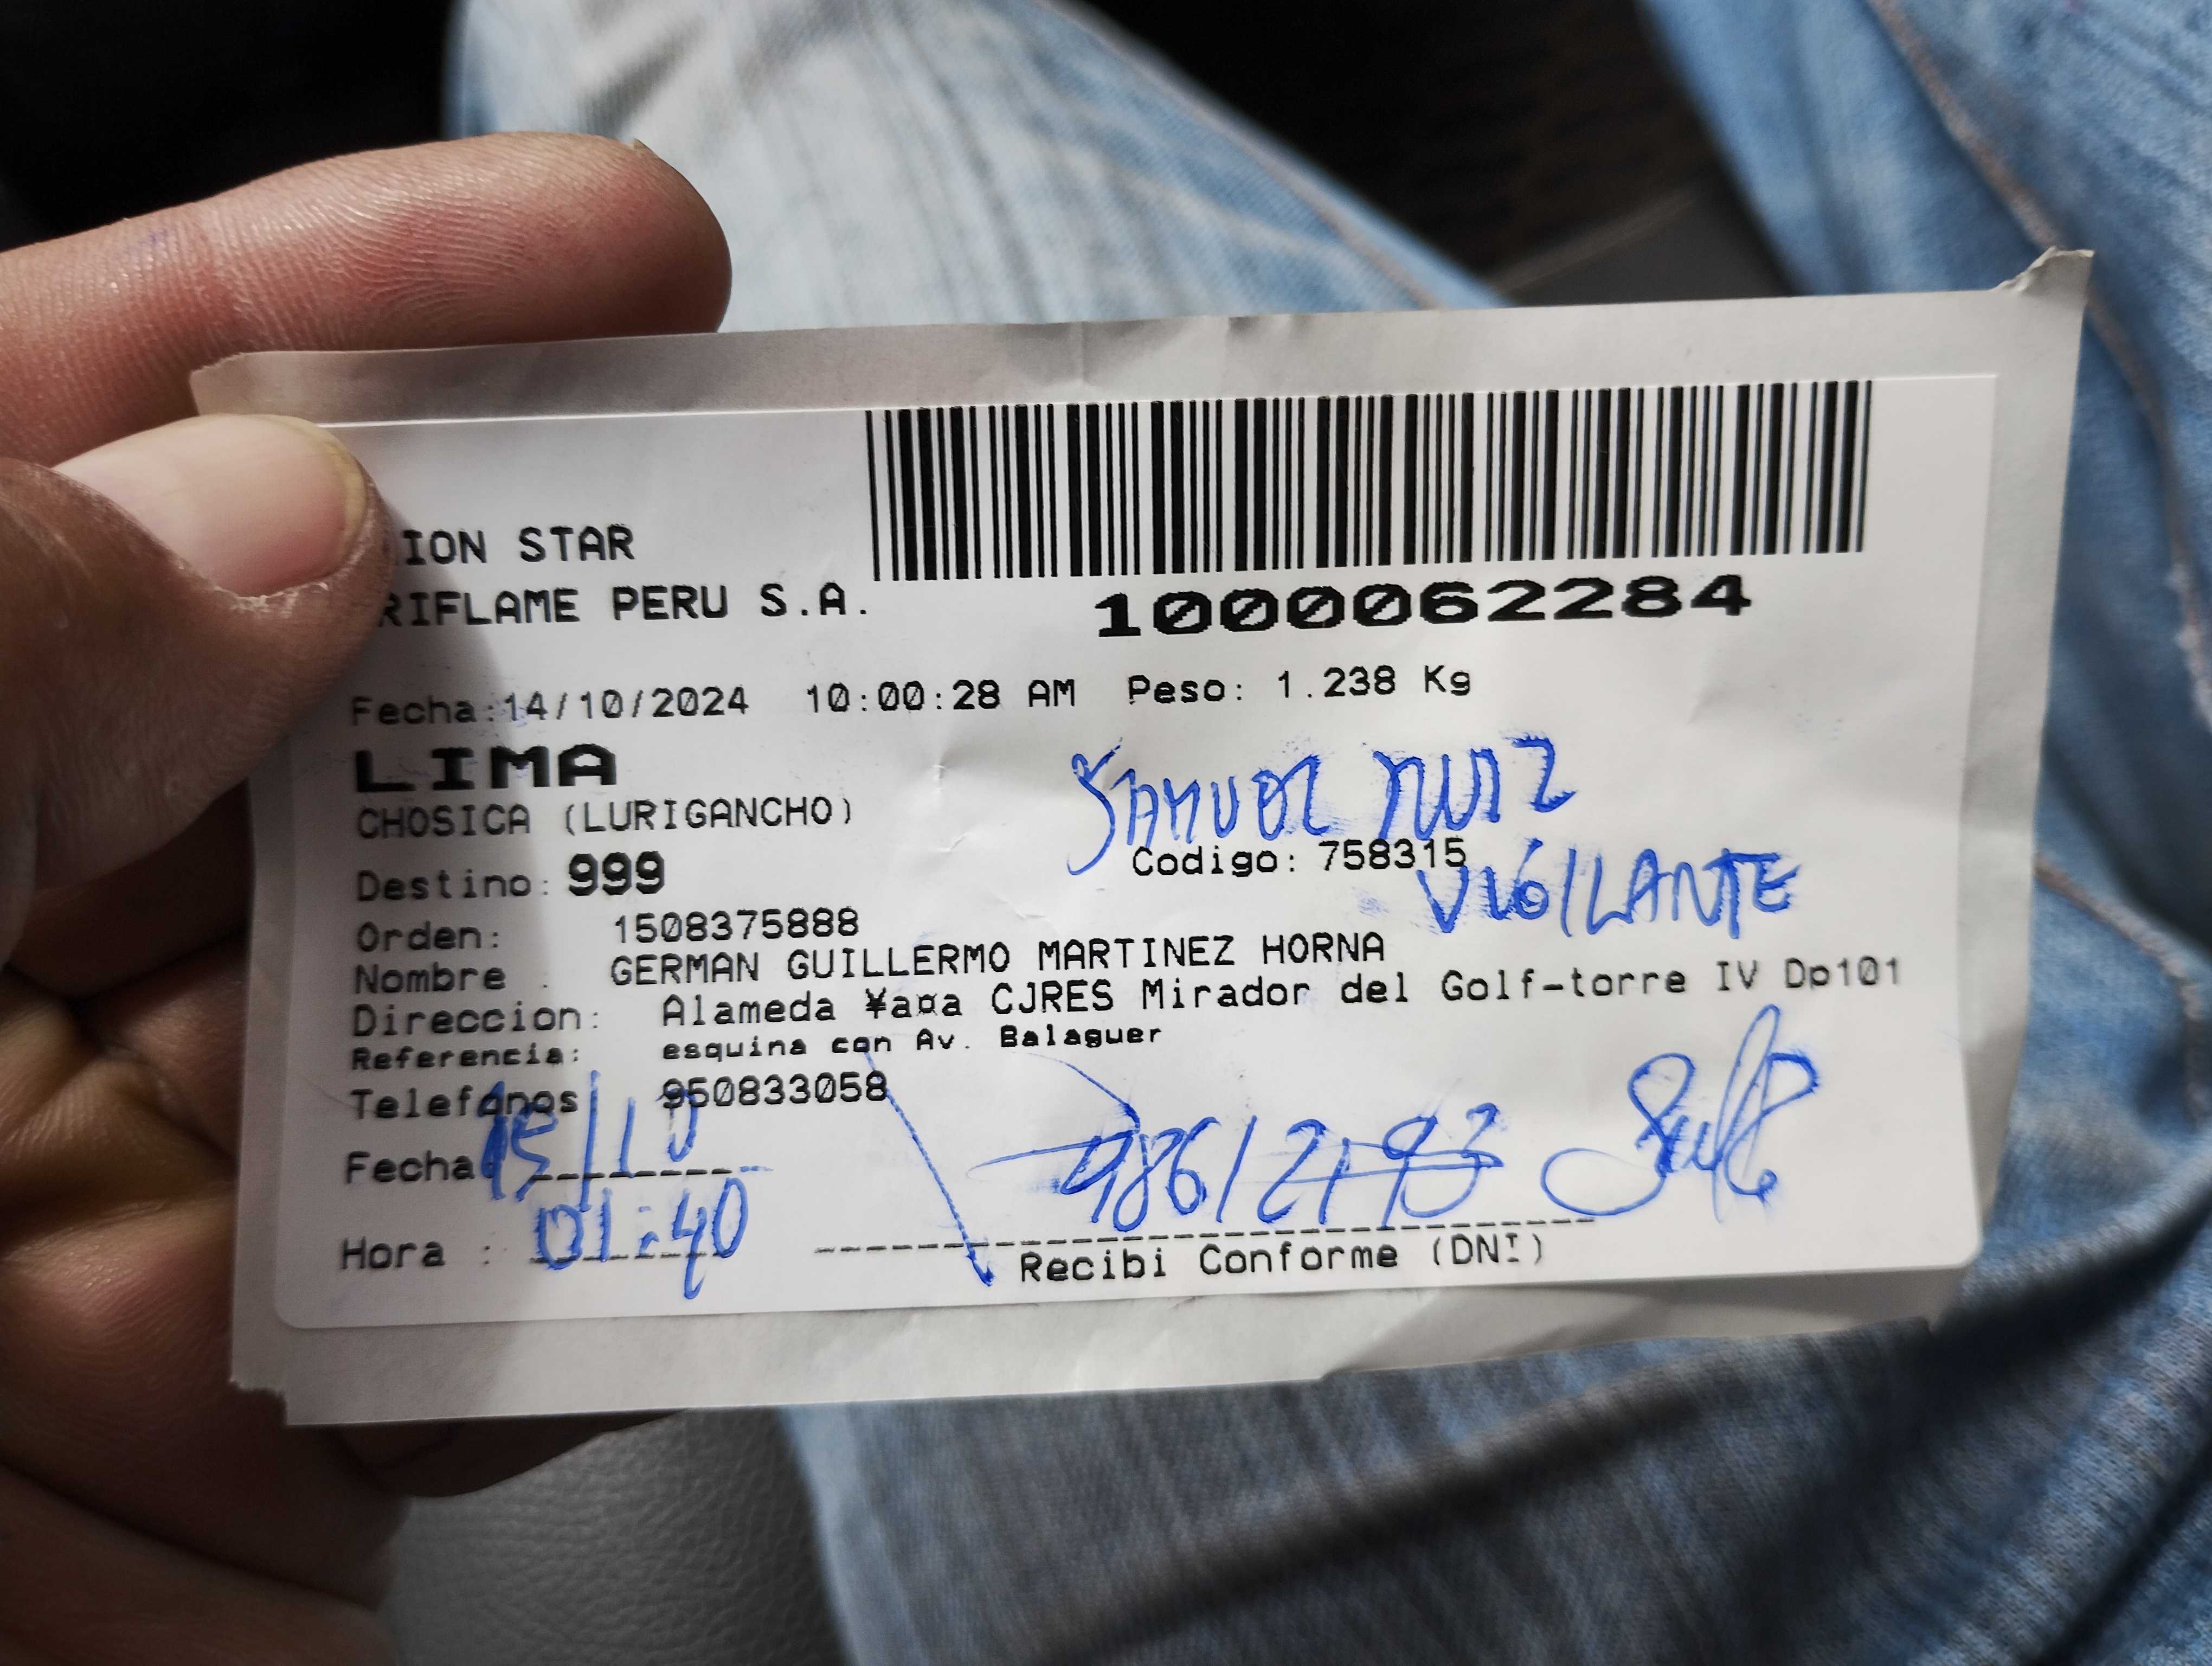 ION STAR
RIFLAME PERU S.A.
1000062284
Fecha:14/10/2024 10:00:28 AM Peso: 1.238 Kg
LIMA
CHOSICA (LURIGANCHO)
SAMUEL RUIZ
Destino: 999
Codigo: 758315
VIGILANTE
Orden: 1508375888
Nombre : GERMAN GUILLERMO MARTINEZ HORNA
Direccion: Alameda ¥a¤a CJRES Mirador del Golf-torre IV Dp101
Referencia: esquina con Av. Balaguer
Telefonos 950833058
Fecha 15/10
Hora : 01:40
Recibi Conforme (DNI)